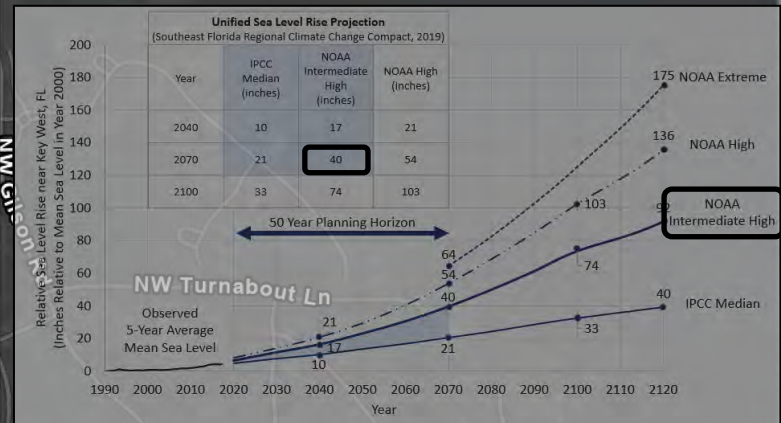 Unified Sea Level Rise Projection
(Southeast Florida Regional Climate Change Compact, 2019)
Year
IPCC
Median
(inches)
NOAA
Intermediate
High
(inches)
NOAA High
(inches)
2040 10 17 21
2070 21 40 54
2100 33 74 103
200
180
160
140
120
100
80
60
40
20
0
Relative Sea Level Rise near Key West, FL
(Inches Relative to Mean Sea Level in Year 2000)
175 NOAA Extreme
136
NOAA High
103
92
NOAA
Intermediate High
74
50 Year Planning Horizon
64
54
40
40
IPCC Median
33
21
21
17
10
Observed
5-Year Average
Mean Sea Level
1990 2000 2010 2020 2030 2040 2050 2060 2070 2080 2090 2100 2110 2120
Year
NW Turnabout Ln
NW Gilson Rd